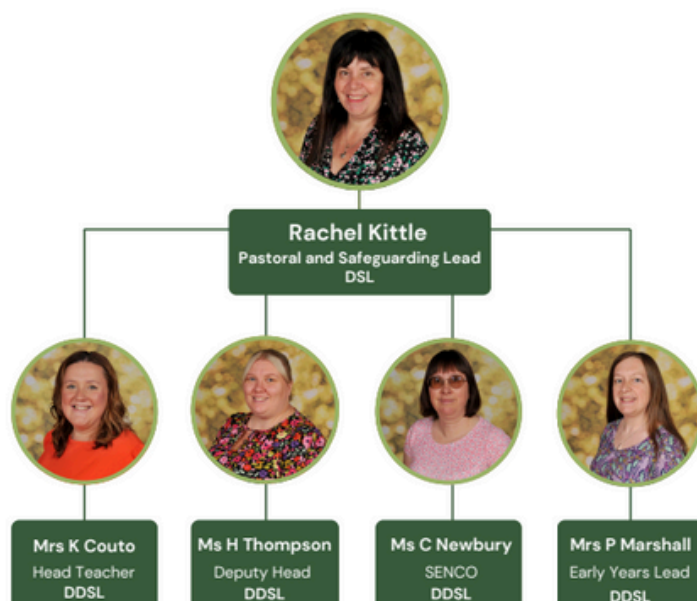 Rachel Kittle
Pastoral and Safeguarding Lead
DSL
Mrs K Couto
Head Teacher
DDSL
Ms H Thompson
Deputy Head
DDSL
Ms C Newbury
SENCO
DDSL
Mrs P Marshall
Early Years Lead
DDSL